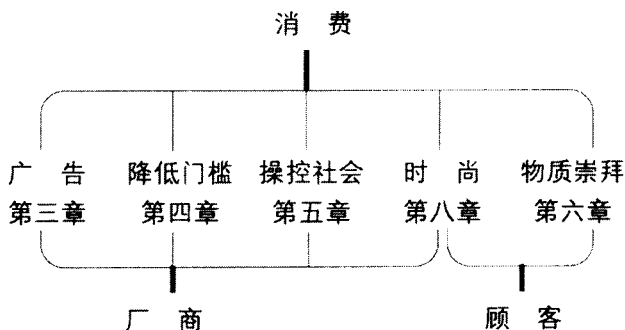 消 费
广 告 降低门槛 操控社会 时 尚 物质崇拜
第三章 第四章 第五章 第八章 第六章
厂 商 顾 客